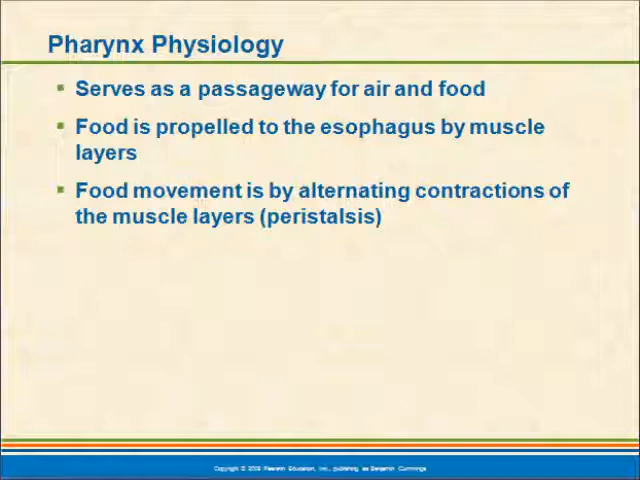 Pharynx Physiology
Serves as a passageway for air and food
Food is propelled to the esophagus by muscle
layers
Food movement is by alternating contractions of
the muscle layers (peristalsis)
Copyright © 2009 Pearson Education, Inc., publishing as Benjamin Cummings